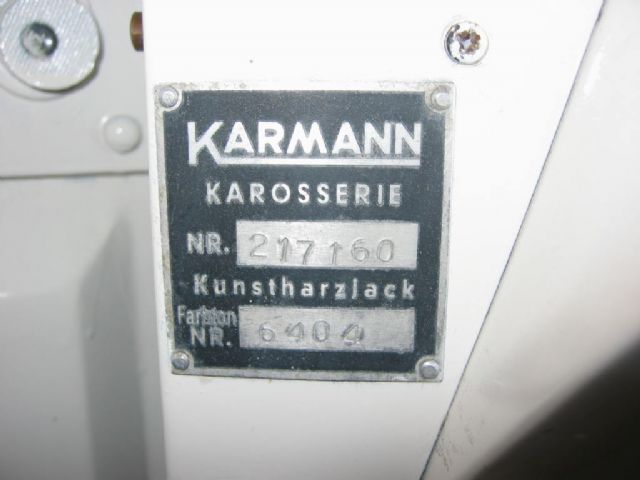 KARMANN
KAROSSERIE
NR. 217160
Kunstharzlack
Farbton
NR. 6404